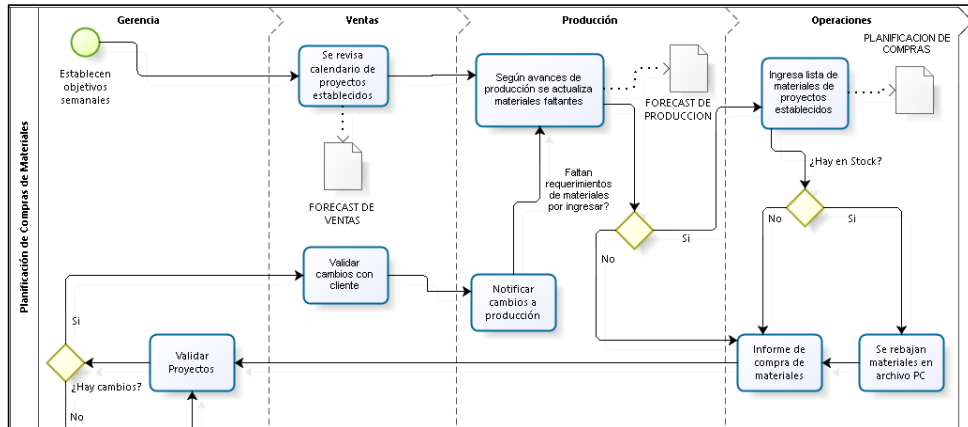 Gerencia
Ventas
Producción
Operaciones
Planificación de Compras de Materiales
Establecen
objetivos
semanales
Se revisa
calendario de
proyectos
establecidos
FORECAST DE
VENTAS
Según avances de
producción se actualiza
materiales faltantes
FORECAST DE
PRODUCCION
PLANIFICACION DE
COMPRAS
Ingresa lista de
materiales de
proyectos
establecidos
¿Hay en Stock?
Faltan
requerimientos
de materiales
por ingresar?
No
Si
No
Si
Validar
cambios con
cliente
Notificar
cambios a
producción
Si
Validar
Proyectos
¿Hay cambios?
No
Informe de
compra de
materiales
Se rebajan
materiales en
archivo PC